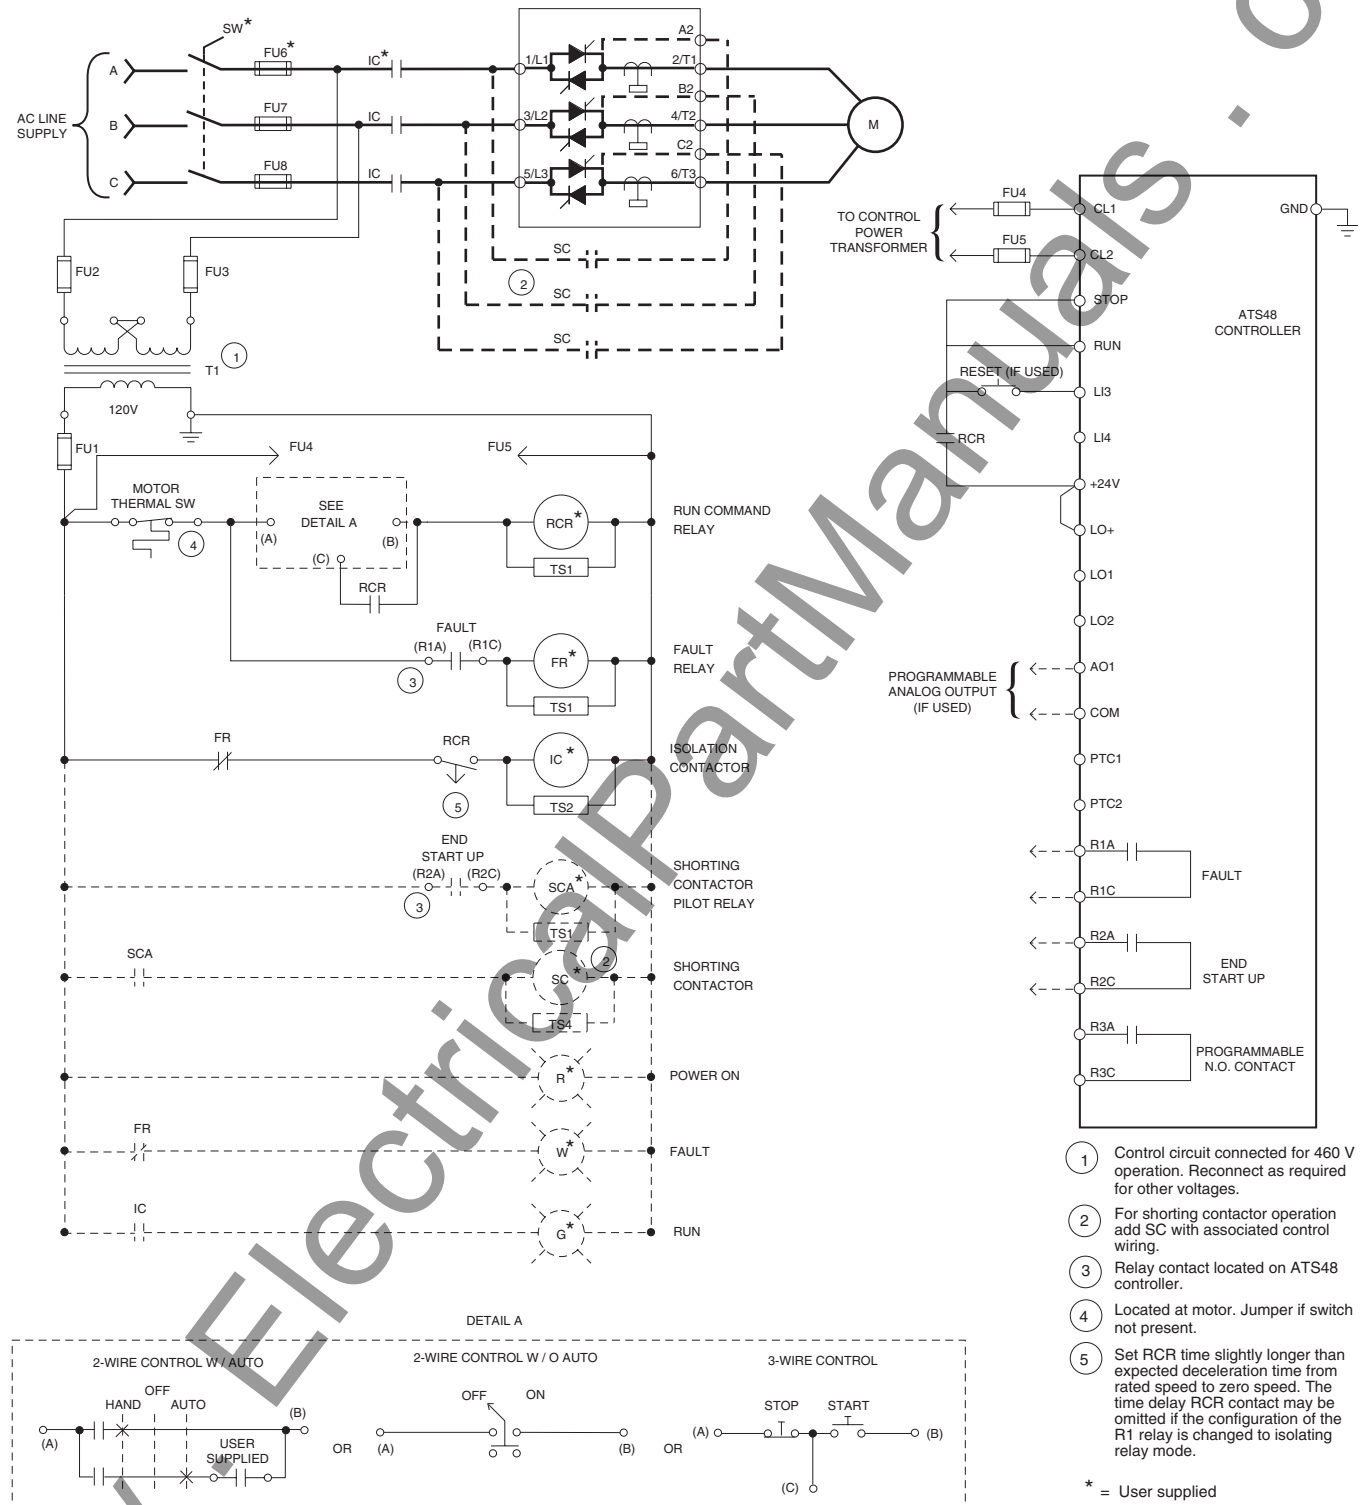 SW*
FU6*
IC*
A2
1/L1
2/T1
A
B2
FU7
AC LINE
SUPPLY
B
IC
3/L2
4/T2
M
C2
FU8
C
IC
5/L3
6/T3
SC
2
SC
SC
FU2
FU3
T1
1
120V
FU1
FU4
FU5
MOTOR
THERMAL SW
4
SEE
DETAIL A
(A)
(B)
(C)
RCR
RCR*
TS1
RUN COMMAND
RELAY
FAULT
(R1A)
(R1C)
3
FR*
TS1
FAULT
RELAY
FR
RCR
5
IC*
TS2
ISOLATION
CONTACTOR
END
START UP
(R2A)
(R2C)
3
SCA*
TS1
SHORTING
CONTACTOR
PILOT RELAY
SCA
2
SC*
TS4
SHORTING
CONTACTOR
R*
POWER ON
FR
W*
FAULT
IC
G*
RUN
TO CONTROL
POWER
TRANSFORMER
FU4
FU5
CL1
GND
CL2
STOP
ATS48
CONTROLLER
RUN
RESET (IF USED)
LI3
RCR
LI4
+24V
LO+
LO1
LO2
PROGRAMMABLE
ANALOG OUTPUT
(IF USED)
AO1
COM
PTC1
PTC2
R1A
FAULT
R1C
R2A
END
START UP
R2C
R3A
PROGRAMMABLE
N.O. CONTACT
R3C
1 Control circuit connected for 460 V
operation. Reconnect as required
for other voltages.
2 For shorting contactor operation
add SC with associated control
wiring.
3 Relay contact located on ATS48
controller.
4 Located at motor. Jumper if switch
not present.
5 Set RCR time slightly longer than
expected deceleration time from
rated speed to zero speed. The
time delay RCR contact may be
omitted if the configuration of the
R1 relay is changed to isolating
relay mode.
* = User supplied
DETAIL A
2-WIRE CONTROL W / AUTO
HAND
OFF
AUTO
(A)
(B)
USER
SUPPLIED
OR
2-WIRE CONTROL W / O AUTO
OFF
ON
(A)
(B)
OR
3-WIRE CONTROL
STOP
START
(A)
(B)
(C)
. ElectricalPartManuals . o